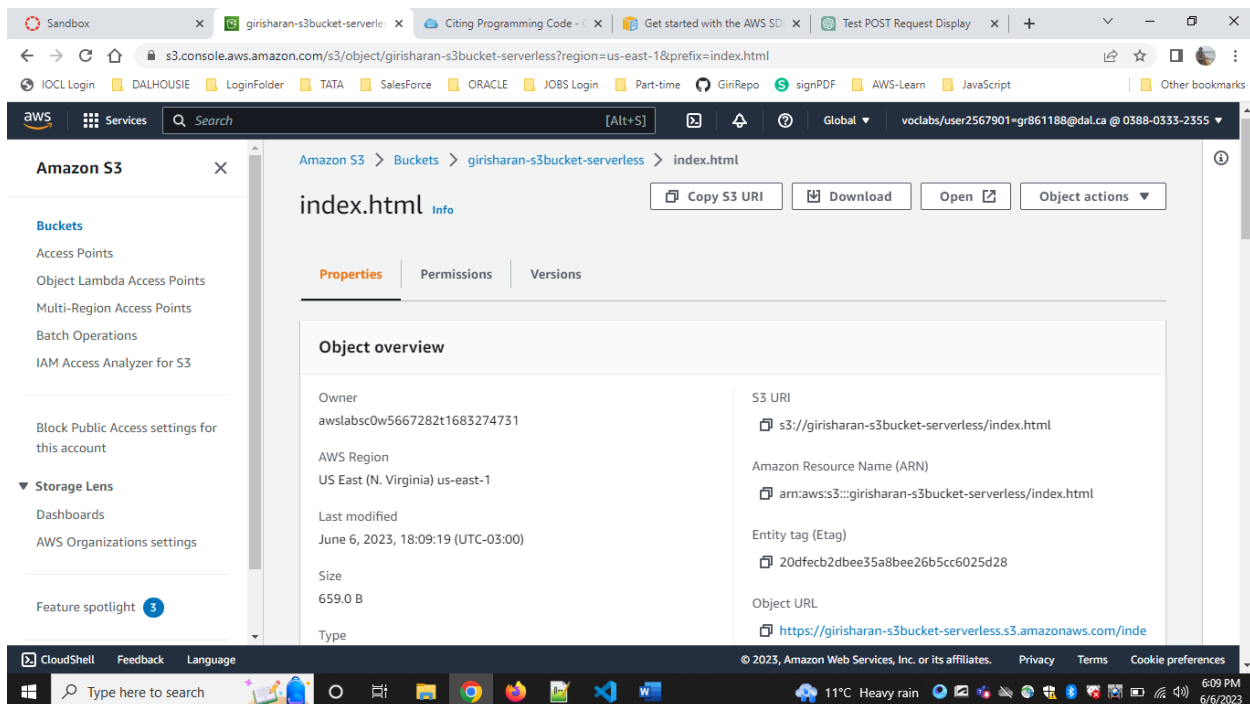 Sandbox
girisharan-s3bucket-serverle
Citing Programming Code -
Get started with the AWS SD
Test POST Request Display
s3.console.aws.amazon.com/s3/object/girisharan-s3bucket-serverless?region=us-east-1&prefix=index.html
IOCL Login DALHOUSIE LoginFolder TATA SalesForce ORACLE JOBS Login Part-time GiriRepo signPDF AWS-Learn JavaScript Other bookmarks
aws Services Search [Alt+S] Global voclabs/user2567901=gr861188@dal.ca @ 0388-0333-2355
Amazon S3
Buckets
Access Points
Object Lambda Access Points
Multi-Region Access Points
Batch Operations
IAM Access Analyzer for S3
Block Public Access settings for
this account
Storage Lens
Dashboards
AWS Organizations settings
Feature spotlight 3
Amazon S3 > Buckets > girisharan-s3bucket-serverless > index.html
index.html Info
Copy S3 URI Download Open Object actions
Properties Permissions Versions
Object overview
Owner
awslabsc0w5667282t1683274731
AWS Region
US East (N. Virginia) us-east-1
Last modified
June 6, 2023, 18:09:19 (UTC-03:00)
Size
659.0 B
Type
S3 URI
s3://girisharan-s3bucket-serverless/index.html
Amazon Resource Name (ARN)
arn:aws:s3:::girisharan-s3bucket-serverless/index.html
Entity tag (Etag)
20dfecb2dbee35a8bee26b5cc6025d28
Object URL
https://girisharan-s3bucket-serverless.s3.amazonaws.com/inde
CloudShell Feedback Language © 2023, Amazon Web Services, Inc. or its affiliates. Privacy Terms Cookie preferences
Type here to search 11°C Heavy rain 6:09 PM
6/6/2023